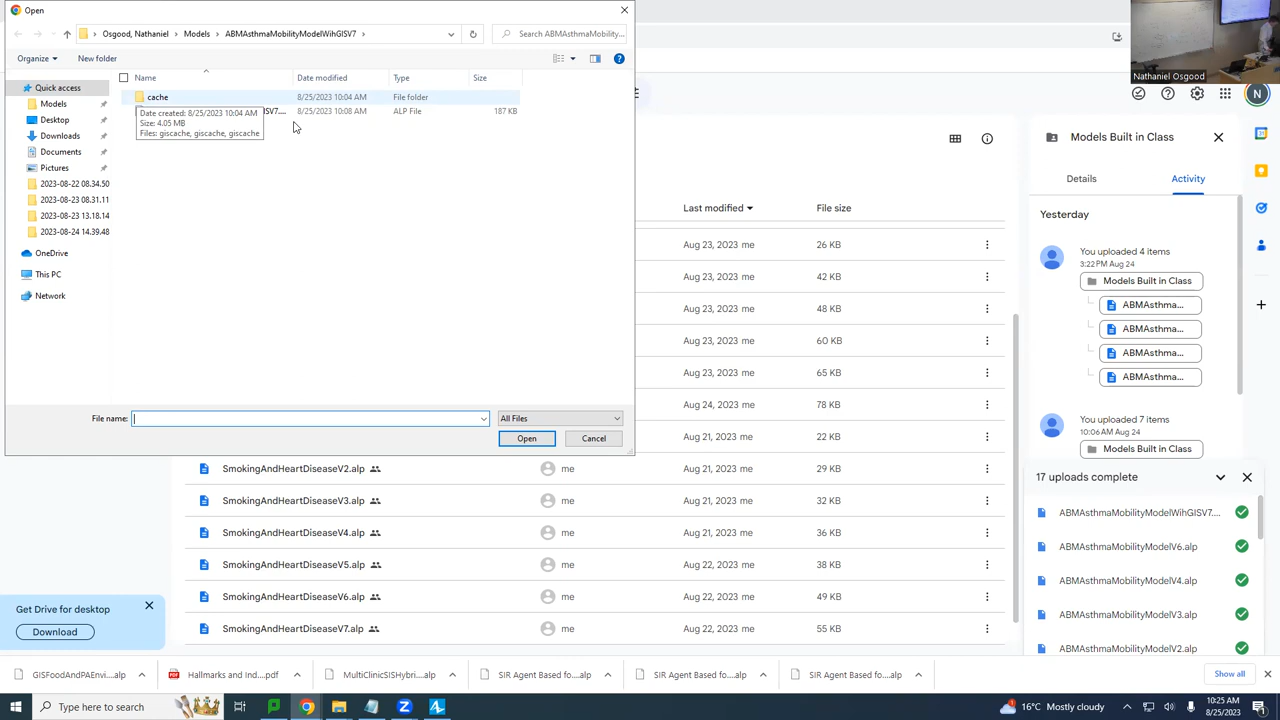 Open
Osgood, Nathaniel
Models
ABMAsthmaMobilityModelWihGISV7
Search ABMAsthmaMobility...
Organize
New folder
Name
Date modified
Type
Size
Quick access
Models
Desktop
Downloads
Documents
Pictures
2023-08-22 08.34.50
2023-08-23 08.31.11
2023-08-23 13.18.14
2023-08-24 14.39.48
OneDrive
This PC
Network
cache
8/25/2023 10:04 AM
File folder
ISV7....
8/25/2023 10:08 AM
ALP File
187 KB
Date created: 8/25/2023 10:04 AM
Size: 4.05 MB
Files: giscache, giscache, giscache
File name:
All Files
Open
Cancel
Nathaniel Osgood
N
Last modified
File size
Aug 23, 2023 me
26 KB
Aug 23, 2023 me
42 KB
Aug 23, 2023 me
48 KB
Aug 23, 2023 me
60 KB
Aug 23, 2023 me
65 KB
Aug 24, 2023 me
78 KB
Aug 21, 2023 me
22 KB
SmokingAndHeartDiseaseV2.alp
me
Aug 21, 2023 me
29 KB
SmokingAndHeartDiseaseV3.alp
me
Aug 21, 2023 me
32 KB
SmokingAndHeartDiseaseV4.alp
me
Aug 21, 2023 me
36 KB
SmokingAndHeartDiseaseV5.alp
me
Aug 22, 2023 me
38 KB
SmokingAndHeartDiseaseV6.alp
me
Aug 22, 2023 me
49 KB
SmokingAndHeartDiseaseV7.alp
me
Aug 22, 2023 me
55 KB
Models Built in Class
Details
Activity
Yesterday
You uploaded 4 items
3:22 PM Aug 24
Models Built in Class
ABMAsthma...
ABMAsthma...
ABMAsthma...
ABMAsthma...
You uploaded 7 items
10:06 AM Aug 24
Models Built in Class
17 uploads complete
ABMAsthmaMobilityModelWihGISV7....
ABMAsthmaMobilityModelV6.alp
ABMAsthmaMobilityModelV4.alp
ABMAsthmaMobilityModelV3.alp
ABMAsthmaMobilityModelV2.alp
Get Drive for desktop
Download
GISFoodAndPAEnvi....alp
Hallmarks and Ind....pdf
MultiClinicSISHybri....alp
SIR Agent Based fo....alp
SIR Agent Based fo....alp
SIR Agent Based fo....alp
Show all
Type here to search
16°C Mostly cloudy
10:25 AM
8/25/2023